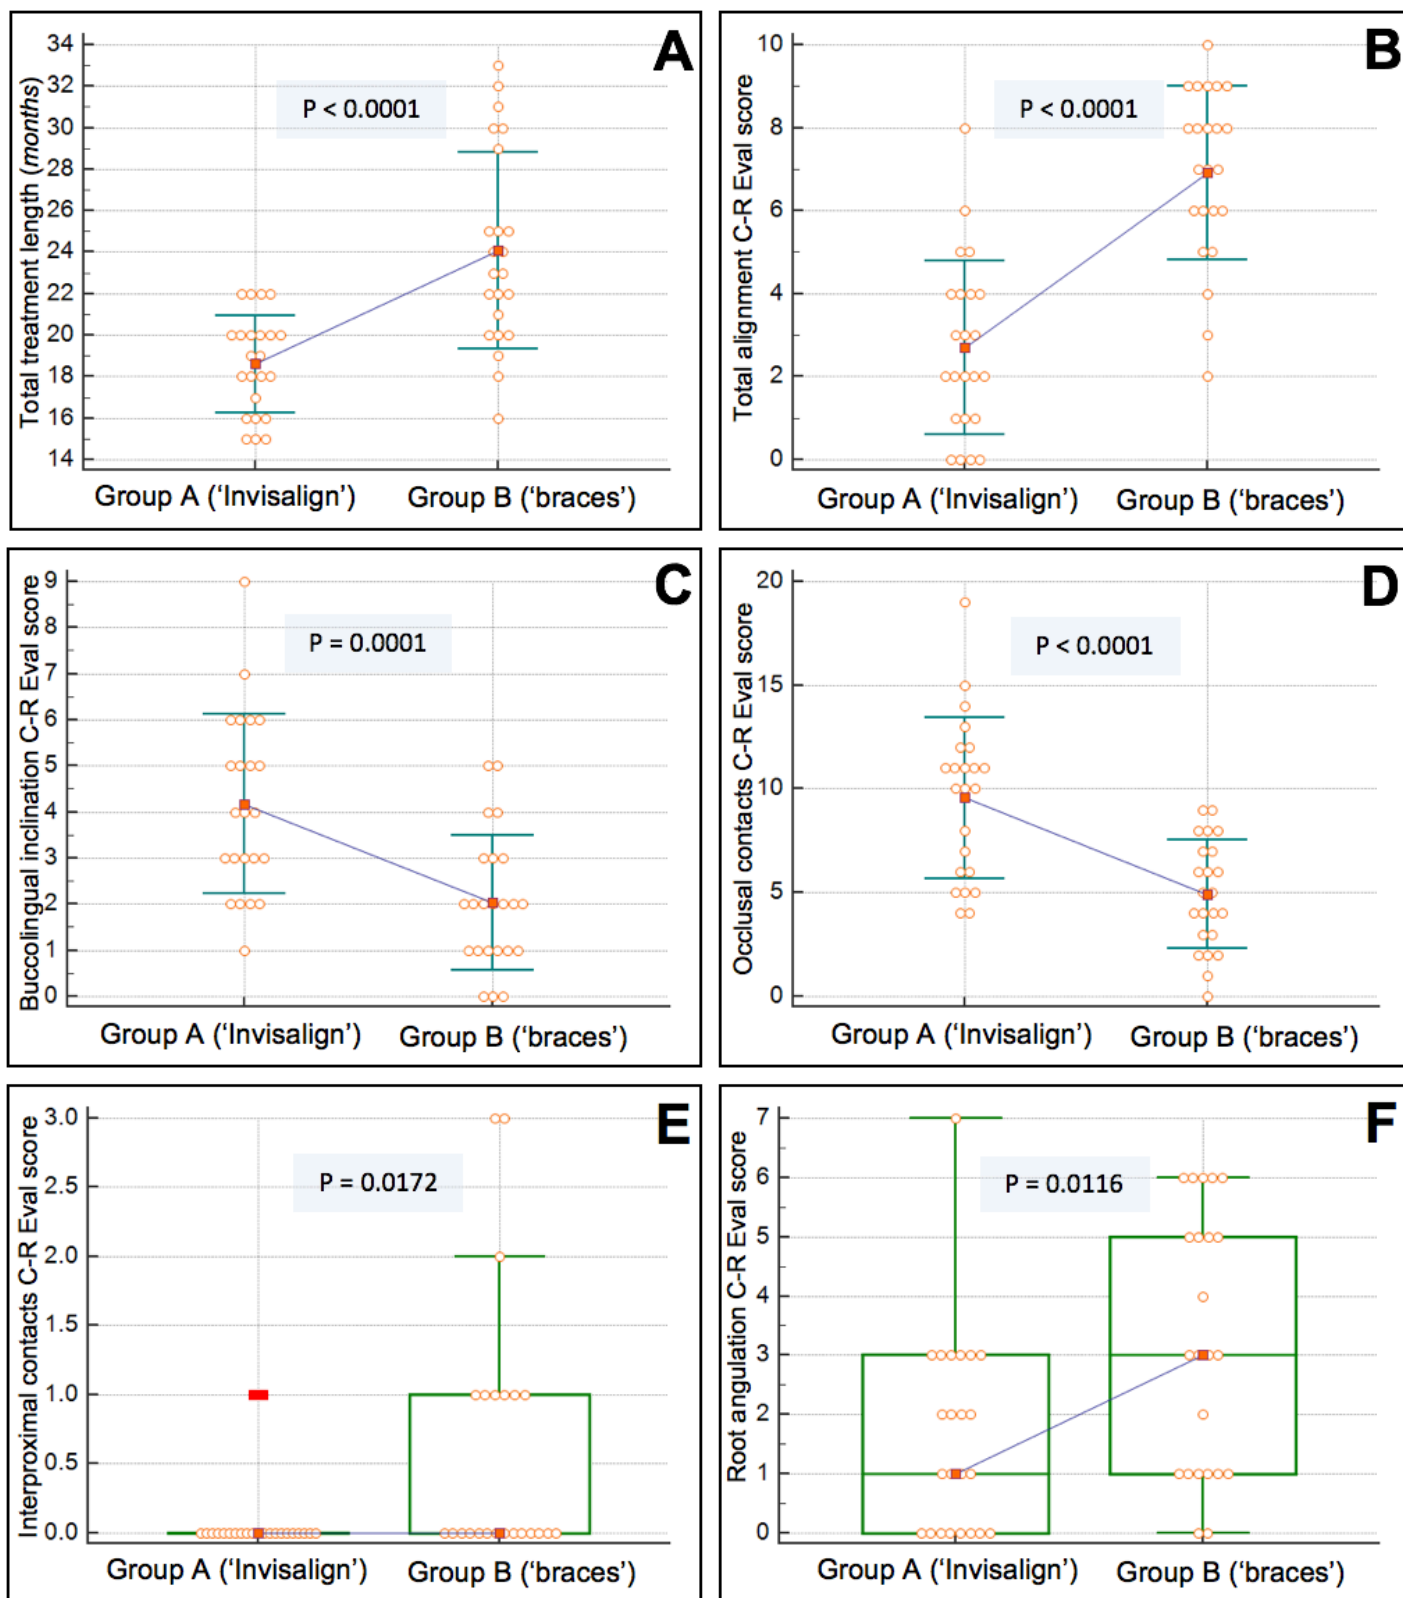 A
Total treatment length (months)
34
32
30
28
26
24
22
20
18
16
14
P < 0.0001
Group A (‘Invisalign’)
Group B (‘braces’)
B
Total alignment C-R Eval score
10
8
6
4
2
0
P < 0.0001
Group A (‘Invisalign’)
Group B (‘braces’)
C
Buccolingual inclination C-R Eval score
9
8
7
6
5
4
3
2
1
0
P = 0.0001
Group A (‘Invisalign’)
Group B (‘braces’)
D
Occlusal contacts C-R Eval score
20
15
10
5
0
P < 0.0001
Group A (‘Invisalign’)
Group B (‘braces’)
E
Interproximal contacts C-R Eval score
3.0
2.5
2.0
1.5
1.0
0.5
0.0
P = 0.0172
Group A (‘Invisalign’)
Group B (‘braces’)
F
Root angulation C-R Eval score
7
6
5
4
3
2
1
0
P = 0.0116
Group A (‘Invisalign’)
Group B (‘braces’)